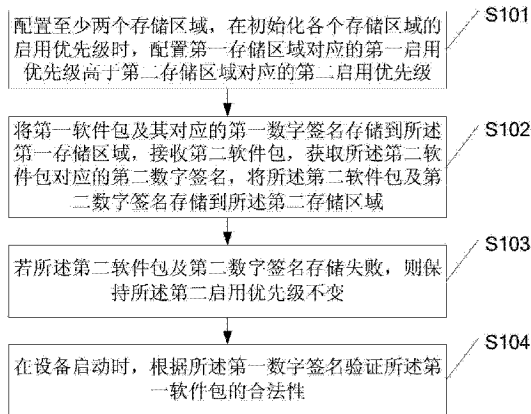 配置至少两个存储区域，在初始化各个存储区域的
启用优先级时，配置第一存储区域对应的第一启用
优先级高于第二存储区域对应的第二启用优先级
S101
将第一软件包及其对应的第一数字签名存储到所述
第一存储区域，接收第二软件包，获取所述第二软
件包对应的第二数字签名，将所述第二软件包及第
二数字签名存储到所述第二存储区域
S102
若所述第二软件包及第二数字签名存储失败，则保
持所述第二启用优先级不变
S103
在设备启动时，根据所述第一数字签名验证所述第
一软件包的合法性
S104